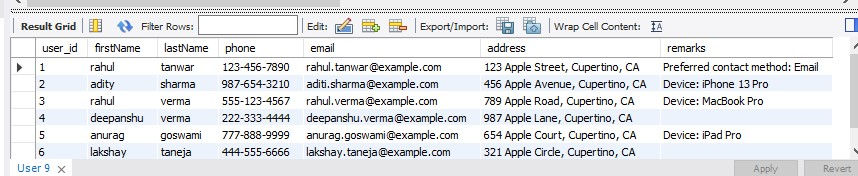 Result Grid Filter Rows: Edit: Export/Import: Wrap Cell Content:
user_id firstName lastName phone email address remarks
1 rahul tanwar 123-456-7890 rahul.tanwar@example.com 123 Apple Street, Cupertino, CA Preferred contact method: Email
2 adity sharma 987-654-3210 aditi.sharma@example.com 456 Apple Avenue, Cupertino, CA Device: iPhone 13 Pro
3 rahul verma 555-123-4567 rahul.verma@example.com 789 Apple Road, Cupertino, CA Device: MacBook Pro
4 deepanshu verma 222-333-4444 deepanshu.verma@example.com 987 Apple Lane, Cupertino, CA
5 anurag goswami 777-888-9999 anurag.goswami@example.com 654 Apple Court, Cupertino, CA Device: iPad Pro
6 lakshay taneja 444-555-6666 lakshay.taneja@example.com 321 Apple Circle, Cupertino, CA
User 9 Apply Revert